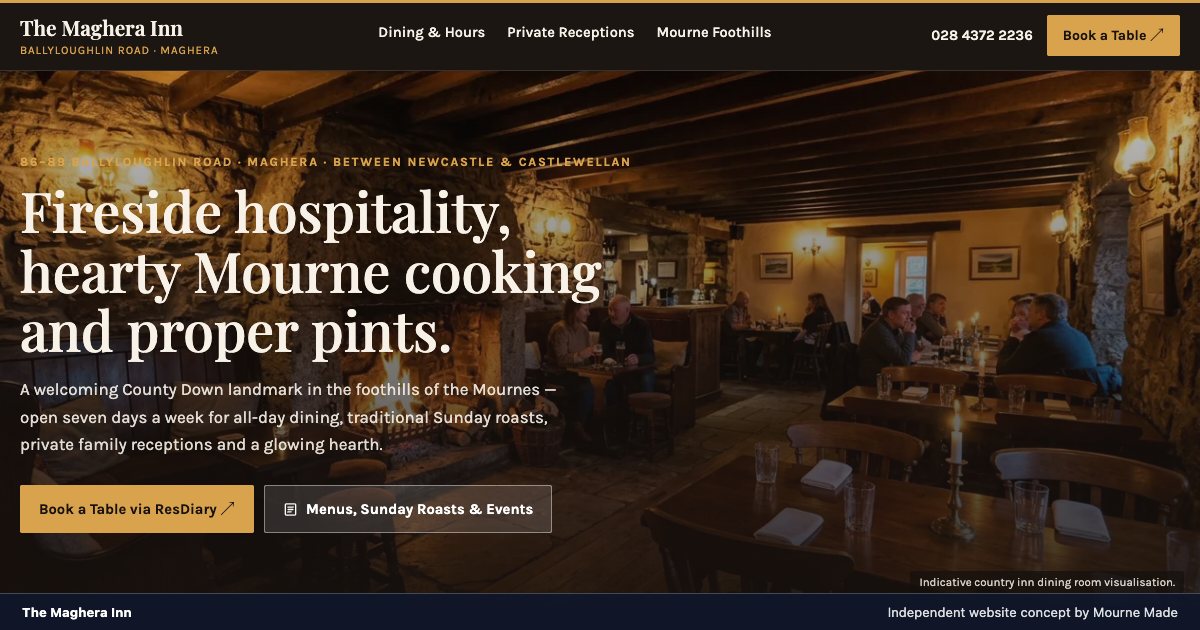 The Maghera Inn
BALLYLOUGHLIN ROAD · MAGHERA
Dining & Hours
Private Receptions
Mourne Foothills
028 4372 2236
Book a Table ↗
86–89 BALLYLOUGHLIN ROAD · MAGHERA · BETWEEN NEWCASTLE & CASTLEWELLAN
Fireside hospitality,
hearty Mourne cooking
and proper pints.
A welcoming County Down landmark in the foothills of the Mournes —
open seven days a week for all-day dining, traditional Sunday roasts,
private family receptions and a glowing hearth.
Book a Table via ResDiary ↗
Menus, Sunday Roasts & Events
Indicative country inn dining room visualisation.
The Maghera Inn
Independent website concept by Mourne Made